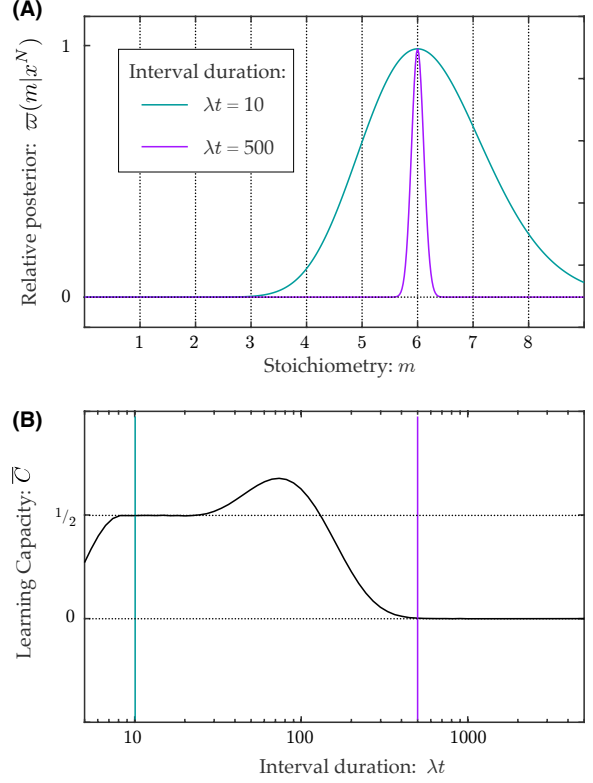 (A)
Relative posterior: ϖ(m|x^N)
1
0
Interval duration:
λt = 10
λt = 500
1 2 3 4 5 6 7 8
Stoichiometry: m
(B)
Learning Capacity: C̅
1/2
0
10 100 1000
Interval duration: λt